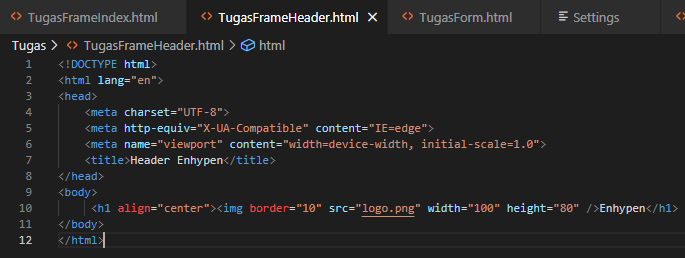 TugasFrameIndex.html TugasFrameHeader.html TugasForm.html Settings
Tugas > TugasFrameHeader.html > html
1 <!DOCTYPE html>
2 <html lang="en">
3 <head>
4 <meta charset="UTF-8">
5 <meta http-equiv="X-UA-Compatible" content="IE=edge">
6 <meta name="viewport" content="width=device-width, initial-scale=1.0">
7 <title>Header Enhypen</title>
8 </head>
9 <body>
10 <h1 align="center"><img border="10" src="logo.png" width="100" height="80" />Enhypen</h1>
11 </body>
12 </html>